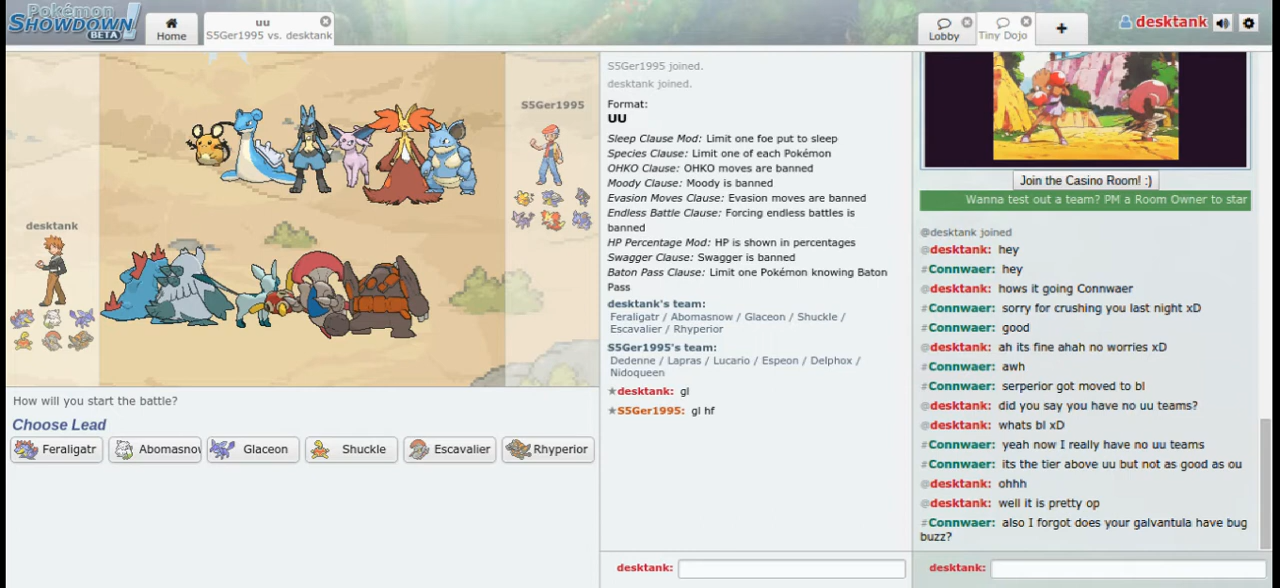 Pokémon
SHOWDOWN!
BETA
Home
uu
S5Ger1995 vs. desktank
Lobby
Tiny Dojo
+
desktank
S5Ger1995
desktank
How will you start the battle?
Choose Lead
Feraligatr
Abomasnow
Glaceon
Shuckle
Escavalier
Rhyperior
S5Ger1995 joined.
desktank joined.
Format:
UU
Sleep Clause Mod: Limit one foe put to sleep
Species Clause: Limit one of each Pokémon
OHKO Clause: OHKO moves are banned
Moody Clause: Moody is banned
Evasion Moves Clause: Evasion moves are banned
Endless Battle Clause: Forcing endless battles is
banned
HP Percentage Mod: HP is shown in percentages
Swagger Clause: Swagger is banned
Baton Pass Clause: Limit one Pokémon knowing Baton
Pass
desktank's team:
Feraligatr / Abomasnow / Glaceon / Shuckle /
Escavalier / Rhyperior
S5Ger1995's team:
Dedenne / Lapras / Lucario / Espeon / Delphox /
Nidoqueen
★desktank: gl
★S5Ger1995: gl hf
desktank:
Join the Casino Room! :)
Wanna test out a team? PM a Room Owner to star
@desktank joined
@desktank: hey
#Connwaer: hey
@desktank: hows it going Connwaer
#Connwaer: sorry for crushing you last night xD
#Connwaer: good
@desktank: ah its fine ahah no worries xD
#Connwaer: awh
#Connwaer: serperior got moved to bl
@desktank: did you say you have no uu teams?
@desktank: whats bl xD
#Connwaer: yeah now I really have no uu teams
#Connwaer: its the tier above uu but not as good as ou
@desktank: ohhh
@desktank: well it is pretty op
#Connwaer: also I forgot does your galvantula have bug
buzz?
desktank: